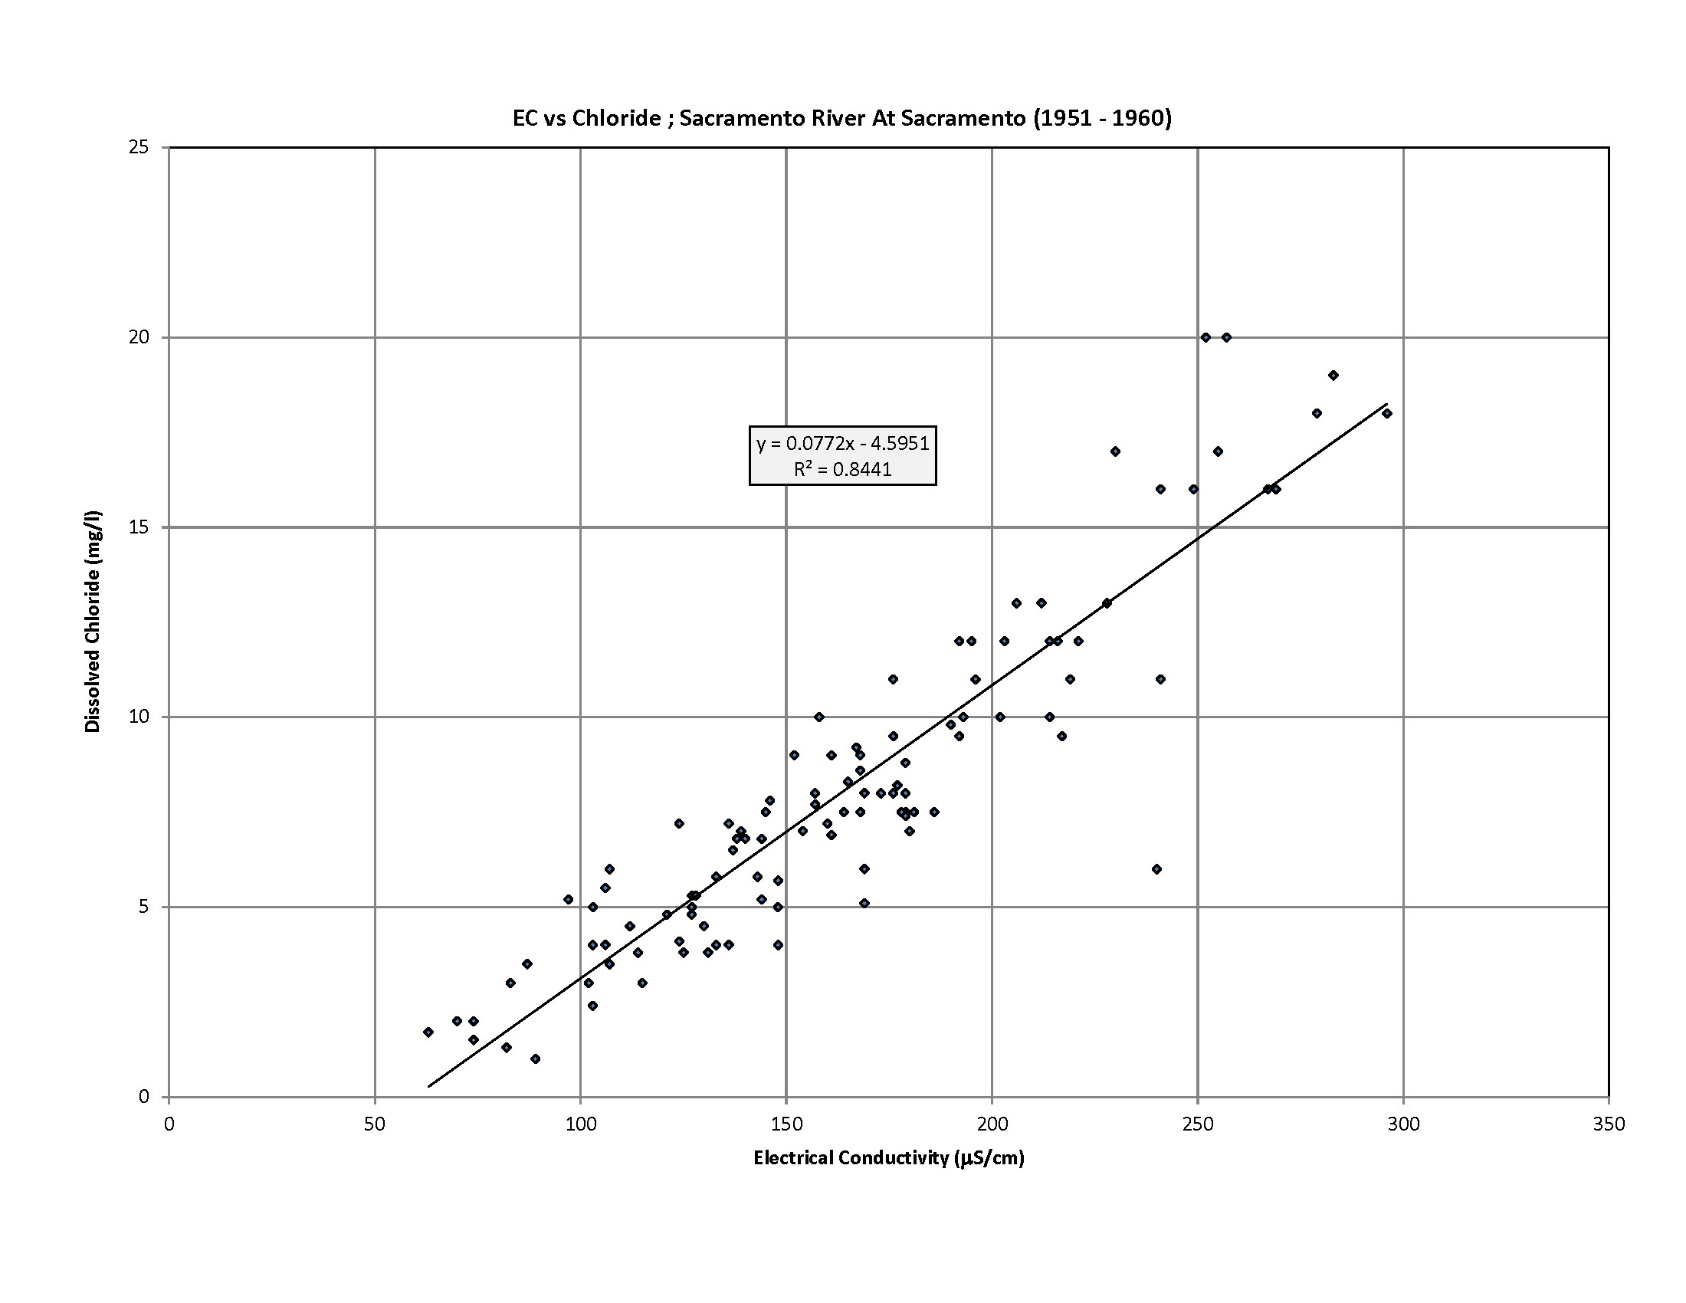 EC vs Chloride ; Sacramento River At Sacramento (1951 - 1960)
25
20
15
10
5
0
Dissolved Chloride (mg/l)
y = 0.0772x - 4.5951
R² = 0.8441
0 50 100 150 200 250 300 350
Electrical Conductivity (µS/cm)